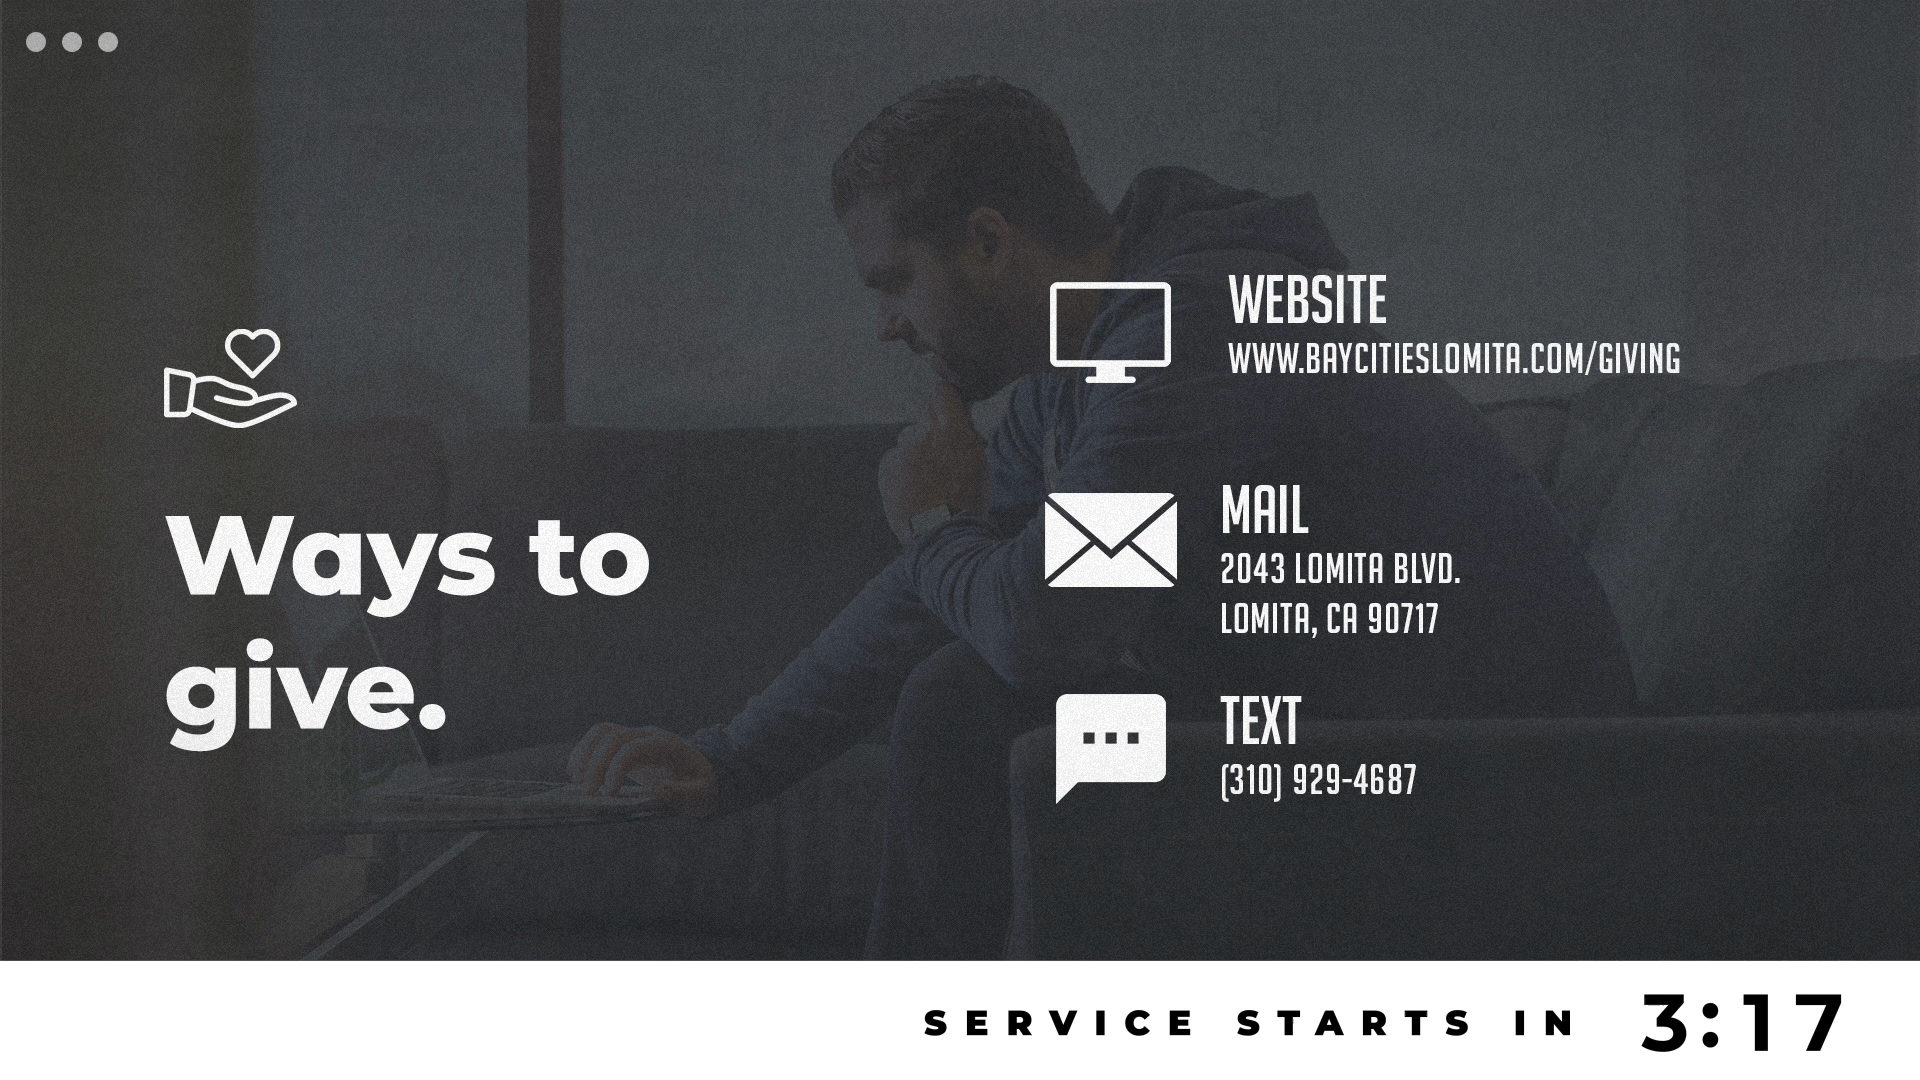 Ways to
give.
WEBSITE
WWW.BAYCITIESLOMITA.COM/GIVING
MAIL
2043 LOMITA BLVD.
LOMITA, CA 90717
TEXT
(310) 929-4687
SERVICE STARTS IN 3:17